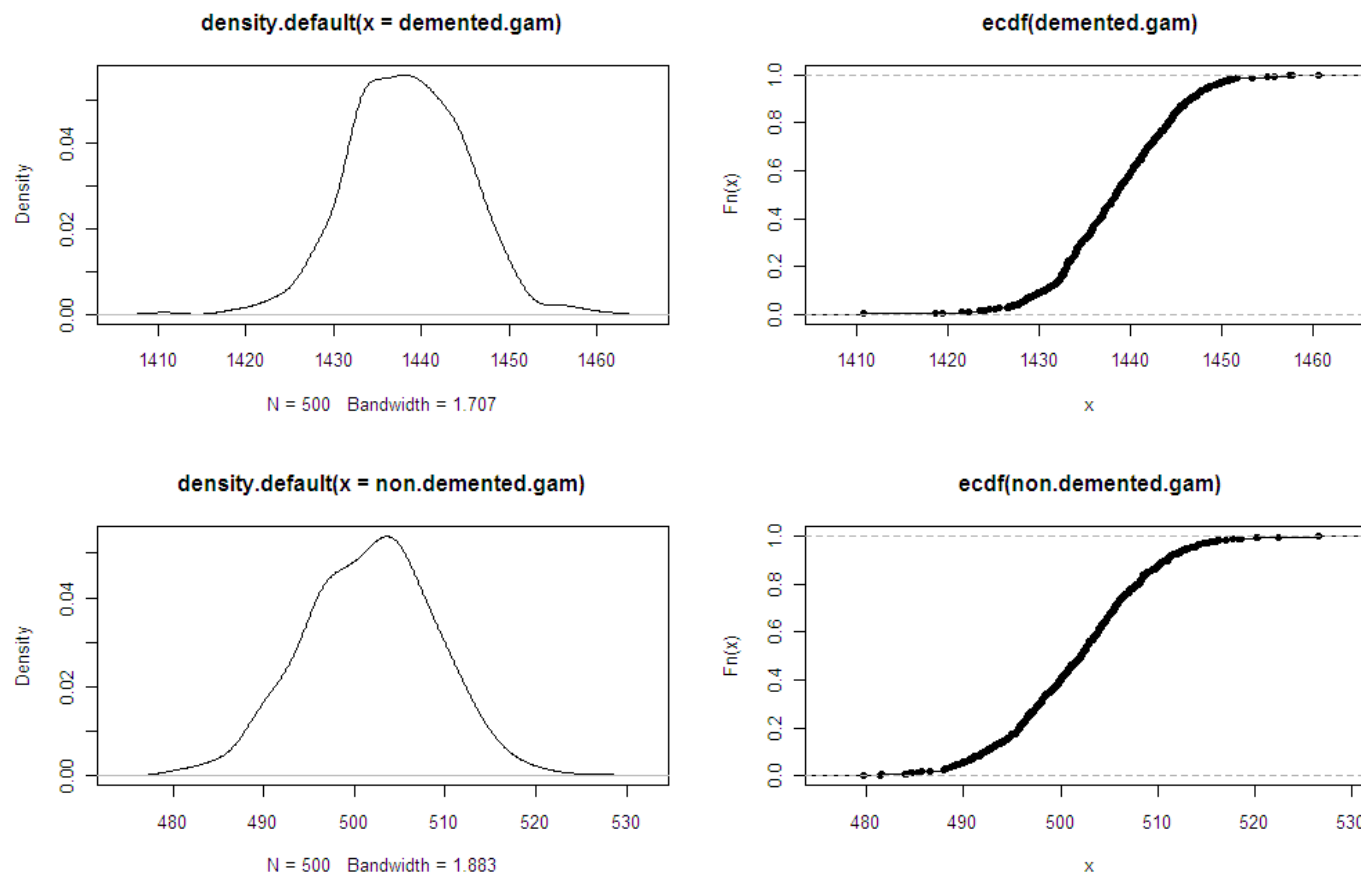 density.default(x = demented.gam)
Density
0.00
0.02
0.04
1410 1420 1430 1440 1450 1460
N = 500 Bandwidth = 1.707
ecdf(demented.gam)
Fn(x)
0.0 0.2 0.4 0.6 0.8 1.0
1410 1420 1430 1440 1450 1460
x
density.default(x = non.demented.gam)
Density
0.00 0.02 0.04
480 490 500 510 520 530
N = 500 Bandwidth = 1.883
ecdf(non.demented.gam)
Fn(x)
0.0 0.2 0.4 0.6 0.8 1.0
480 490 500 510 520 530
x